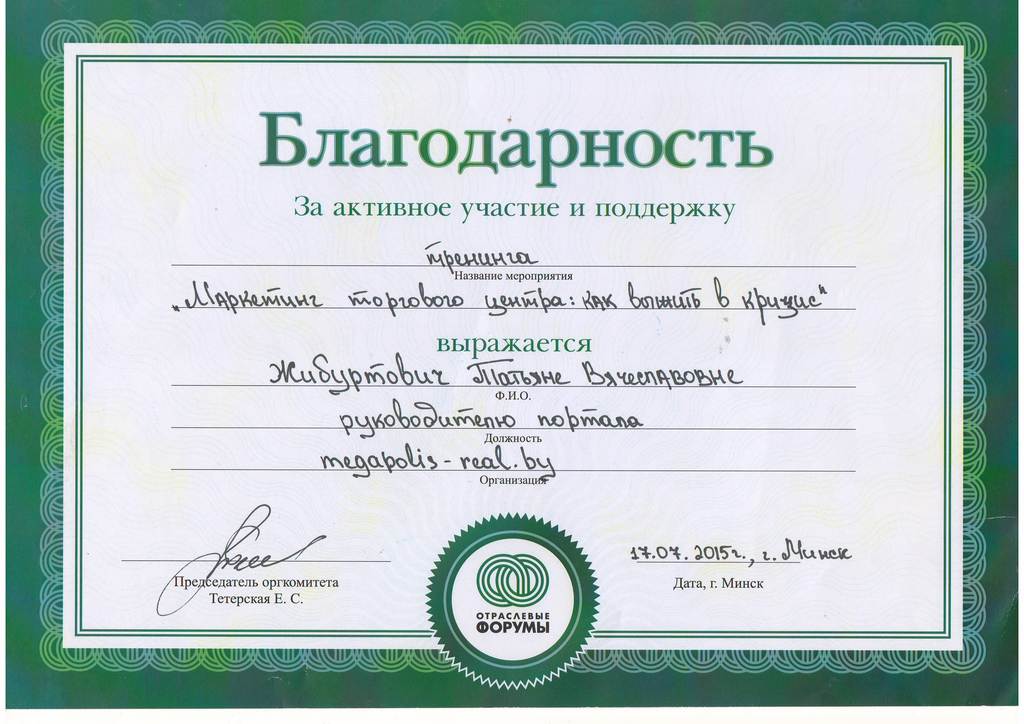 Благодарность
За активное участие и поддержку
тренинга
Название мероприятия
„Маркетинг торгового центра: как выжить в кризис"
выражается
Жибуртович Татьяне Вячеславовне
Ф.И.О.
руководителю портала
Должность
megapolis-real.by
Организация
17.07.2015г., г. Минск
Председатель оргкомитета
Тетерская Е. С.
Дата, г. Минск
ОТРАСЛЕВЫЕ
ФОРУМЫ